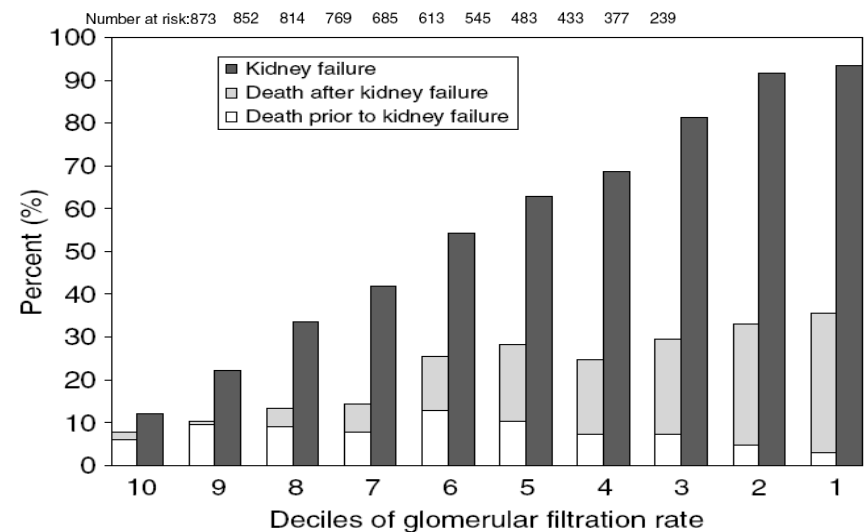 Number at risk:873 852 814 769 685 613 545 483 433 377 239
100
90
80
70
60
50
40
30
20
10
0
Percent (%)
Kidney failure
Death after kidney failure
Death prior to kidney failure
10 9 8 7 6 5 4 3 2 1
Deciles of glomerular filtration rate